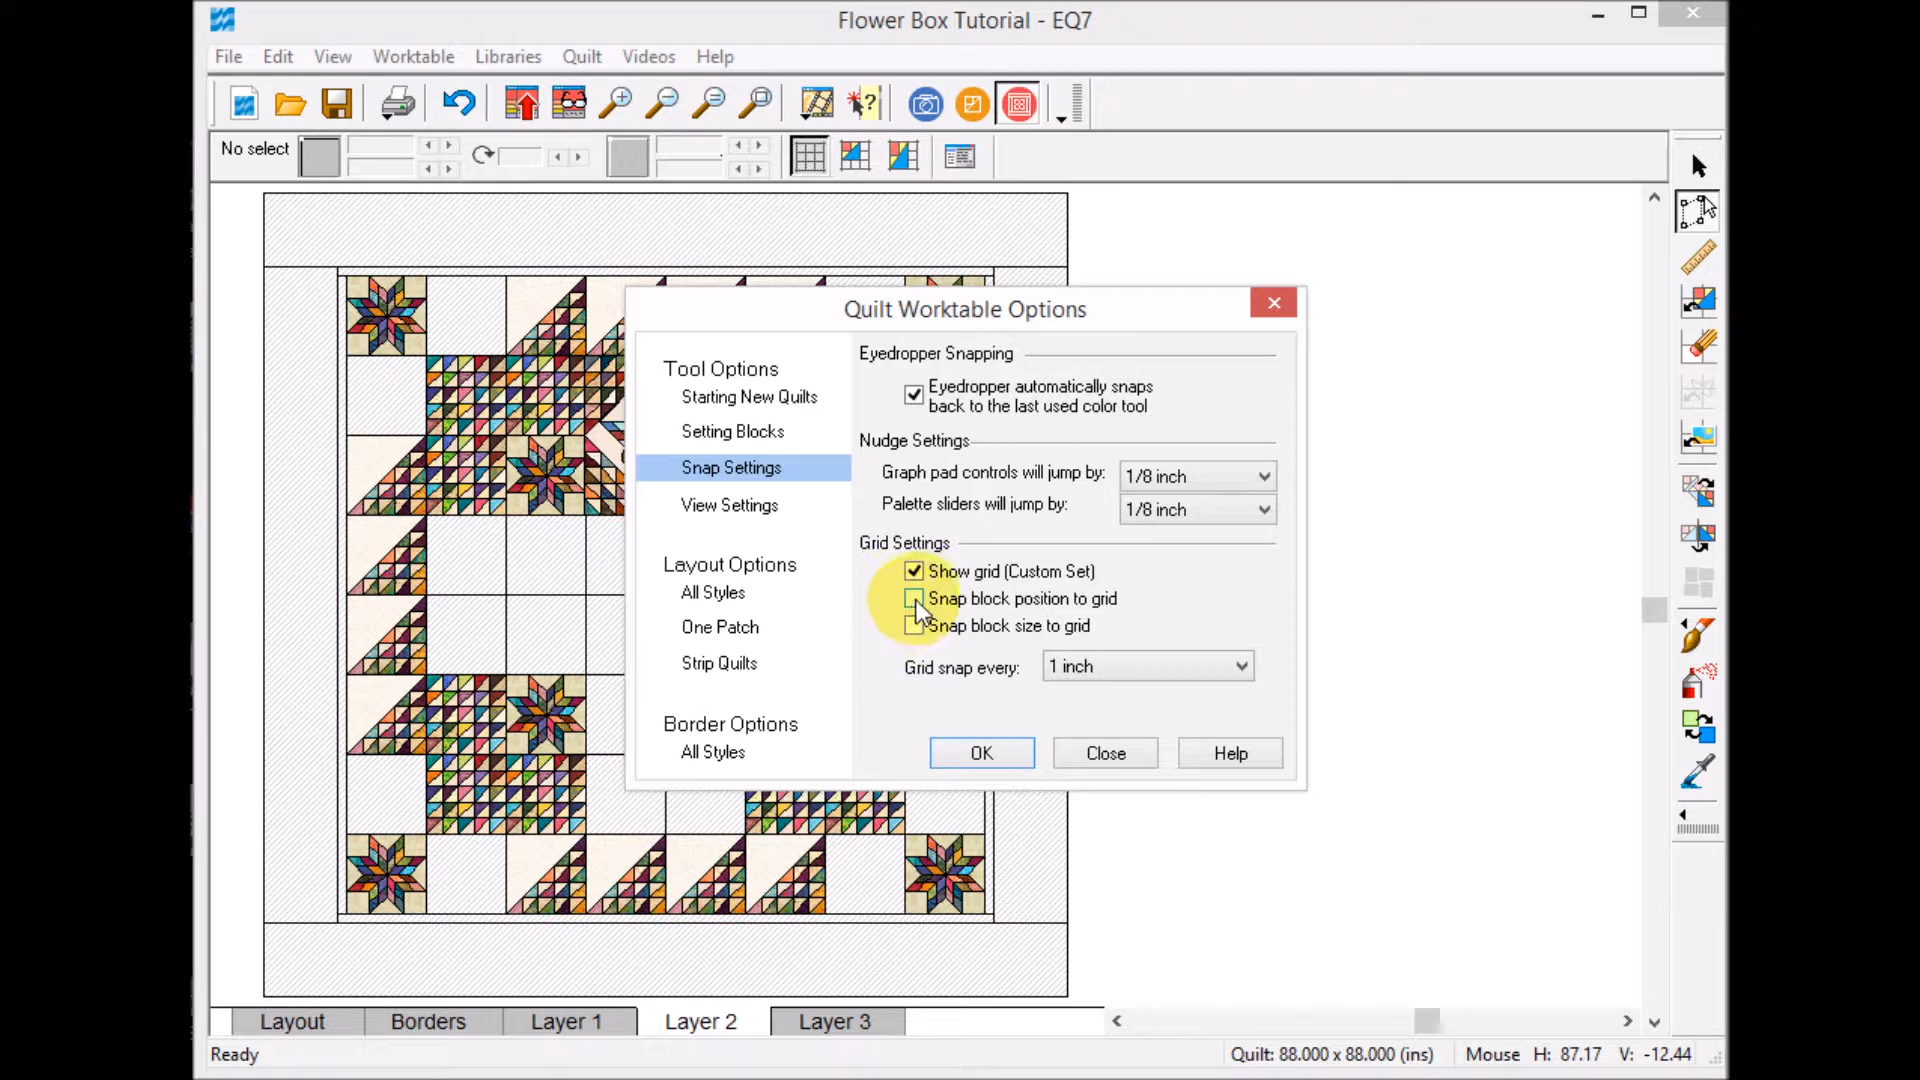 Flower Box Tutorial - EQ7
File Edit View Worktable Libraries Quilt Videos Help
No select
Quilt Worktable Options
Tool Options
Starting New Quilts
Setting Blocks
Snap Settings
View Settings
Layout Options
All Styles
One Patch
Strip Quilts
Border Options
All Styles
Eyedropper Snapping
Eyedropper automatically snaps
back to the last used color tool
Nudge Settings
Graph pad controls will jump by: 1/8 inch
Palette sliders will jump by: 1/8 inch
Grid Settings
Show grid (Custom Set)
Snap block position to grid
Snap block size to grid
Grid snap every: 1 inch
OK Close Help
Layout Borders Layer 1 Layer 2 Layer 3
Ready Quilt: 88.000 x 88.000 (ins) Mouse H: 87.17 V: -12.44